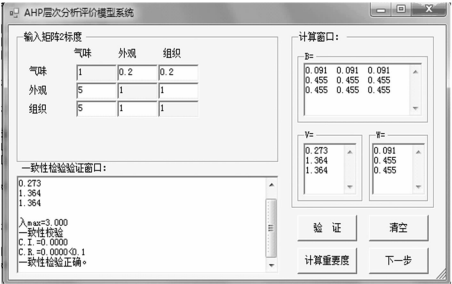 AHP层次分析评价模型系统
输入矩阵2标度
气味 外观 组织
气味 1 0.2 0.2
外观 5 1 1
组织 5 1 1
一致性检验验证窗口:
0.273
1.364
1.364
入max=3.000
一致性校验
C.I.=0.0000
C.R.=0.0000<0.1
一致性检验正确。
计算窗口:
B=
0.091 0.091 0.091
0.455 0.455 0.455
0.455 0.455 0.455
V=
0.273
1.364
1.364
W=
0.091
0.455
0.455
验 证
清空
计算重要度
下一步